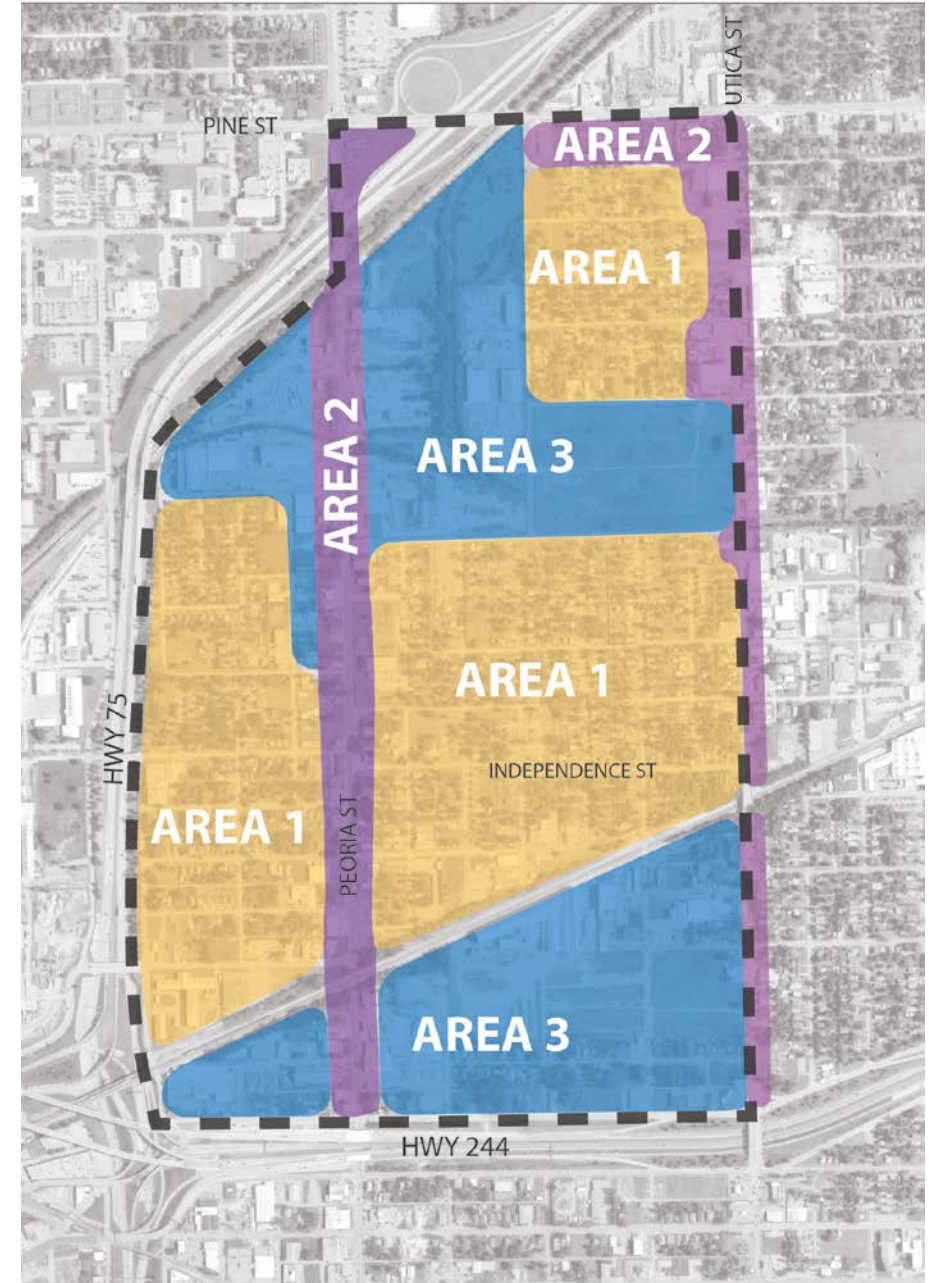 UTICA ST
PINE ST
AREA 2
AREA 1
AREA 2
AREA 3
AREA 1
HWY 75
INDEPENDENCE ST
AREA 1
PEORIA ST
AREA 3
HWY 244